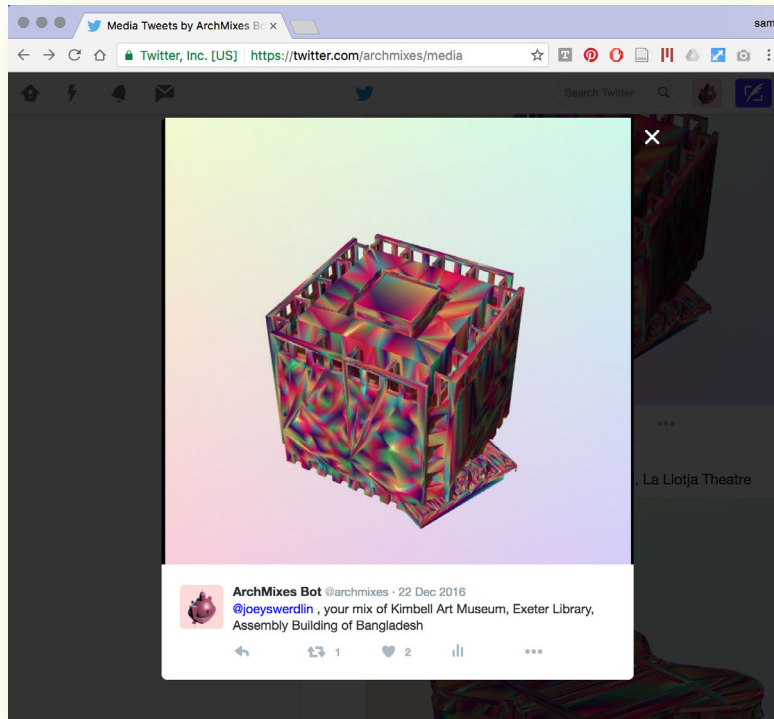 Media Tweets by ArchMixes Bo
sam
Twitter, Inc. [US] https://twitter.com/archmixes/media
Search Twitter
, La Llotja Theatre
ArchMixes Bot @archmixes · 22 Dec 2016
@joeyswerdlin , your mix of Kimbell Art Museum, Exeter Library,
Assembly Building of Bangladesh
1 2